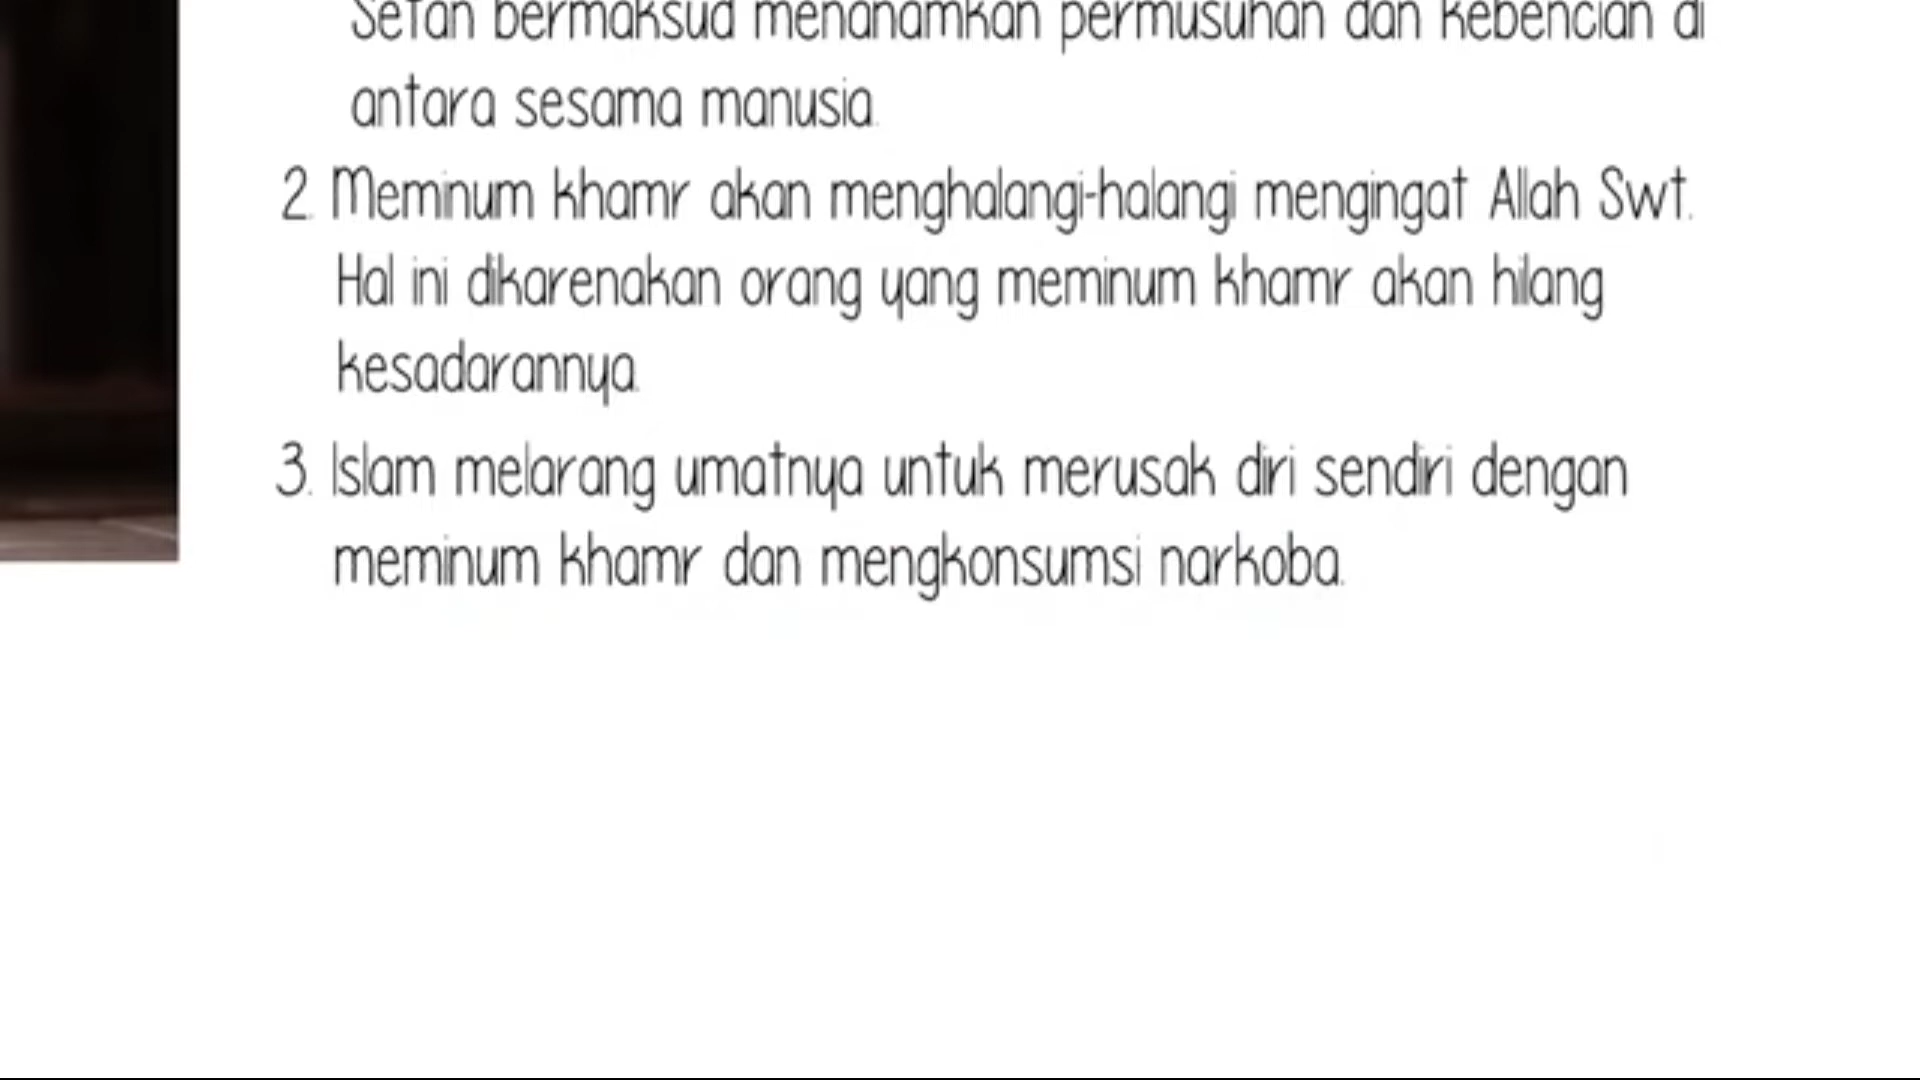 Setan bermaksud menanamkan permusuhan dan kebencian di
antara sesama manusia.
2. Meminum khamr akan menghalangi-halangi mengingat Allah Swt.
Hal ini dikarenakan orang yang meminum khamr akan hilang
kesadarannya.
3. Islam melarang umatnya untuk merusak diri sendiri dengan
meminum khamr dan mengkonsumsi narkoba.